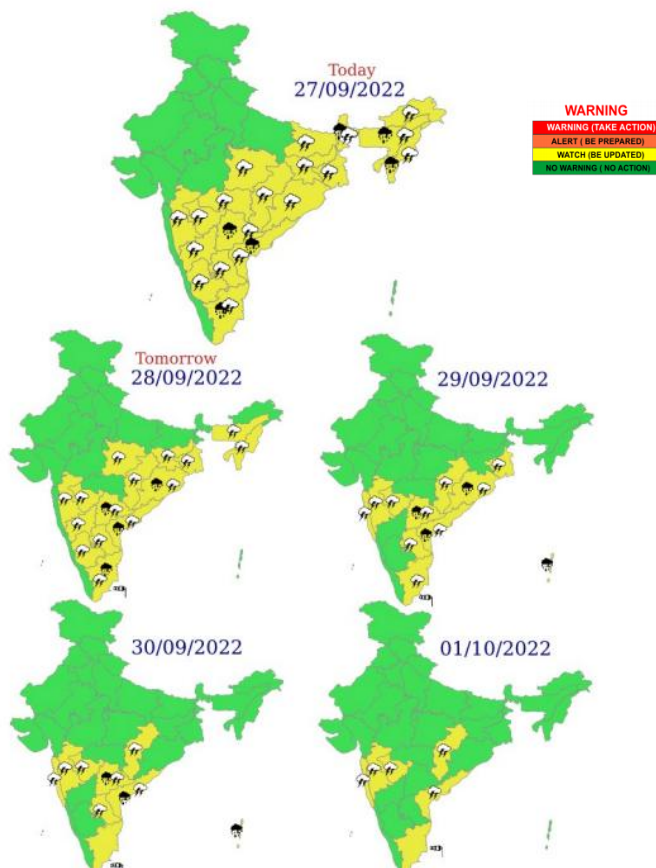 Today
27/09/2022
WARNING
WARNING (TAKE ACTION)
ALERT ( BE PREPARED)
WATCH (BE UPDATED)
NO WARNING ( NO ACTION)
Tomorrow
28/09/2022
29/09/2022
30/09/2022
01/10/2022